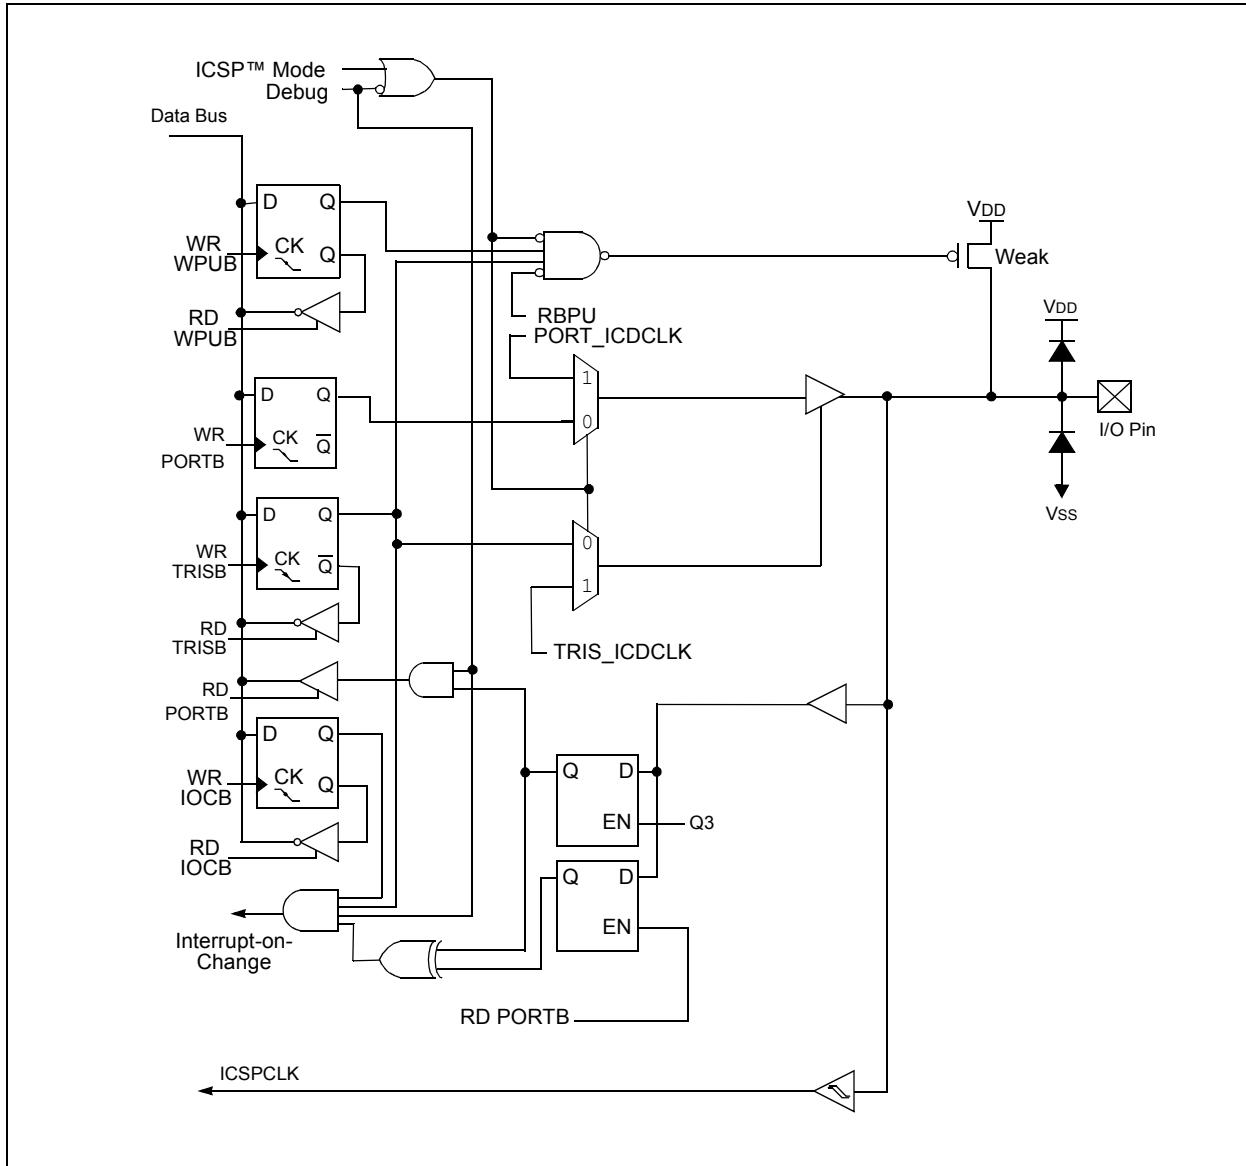 ICSP™ Mode
Debug
Data Bus
D Q
WR
WPUB
CK
Q
RD
WPUB
VDD
Weak
RBPU
PORT_ICDCLK
VDD
1
0
D Q
WR
PORTB
CK
Q
I/O Pin
VSS
D Q
WR
TRISB
CK
Q
0
1
RD
TRISB
TRIS_ICDCLK
RD
PORTB
D Q
WR
IOCB
CK
Q
Q D
EN
Q3
RD
IOCB
Q D
EN
Interrupt-on-
Change
RD PORTB
ICSPCLK